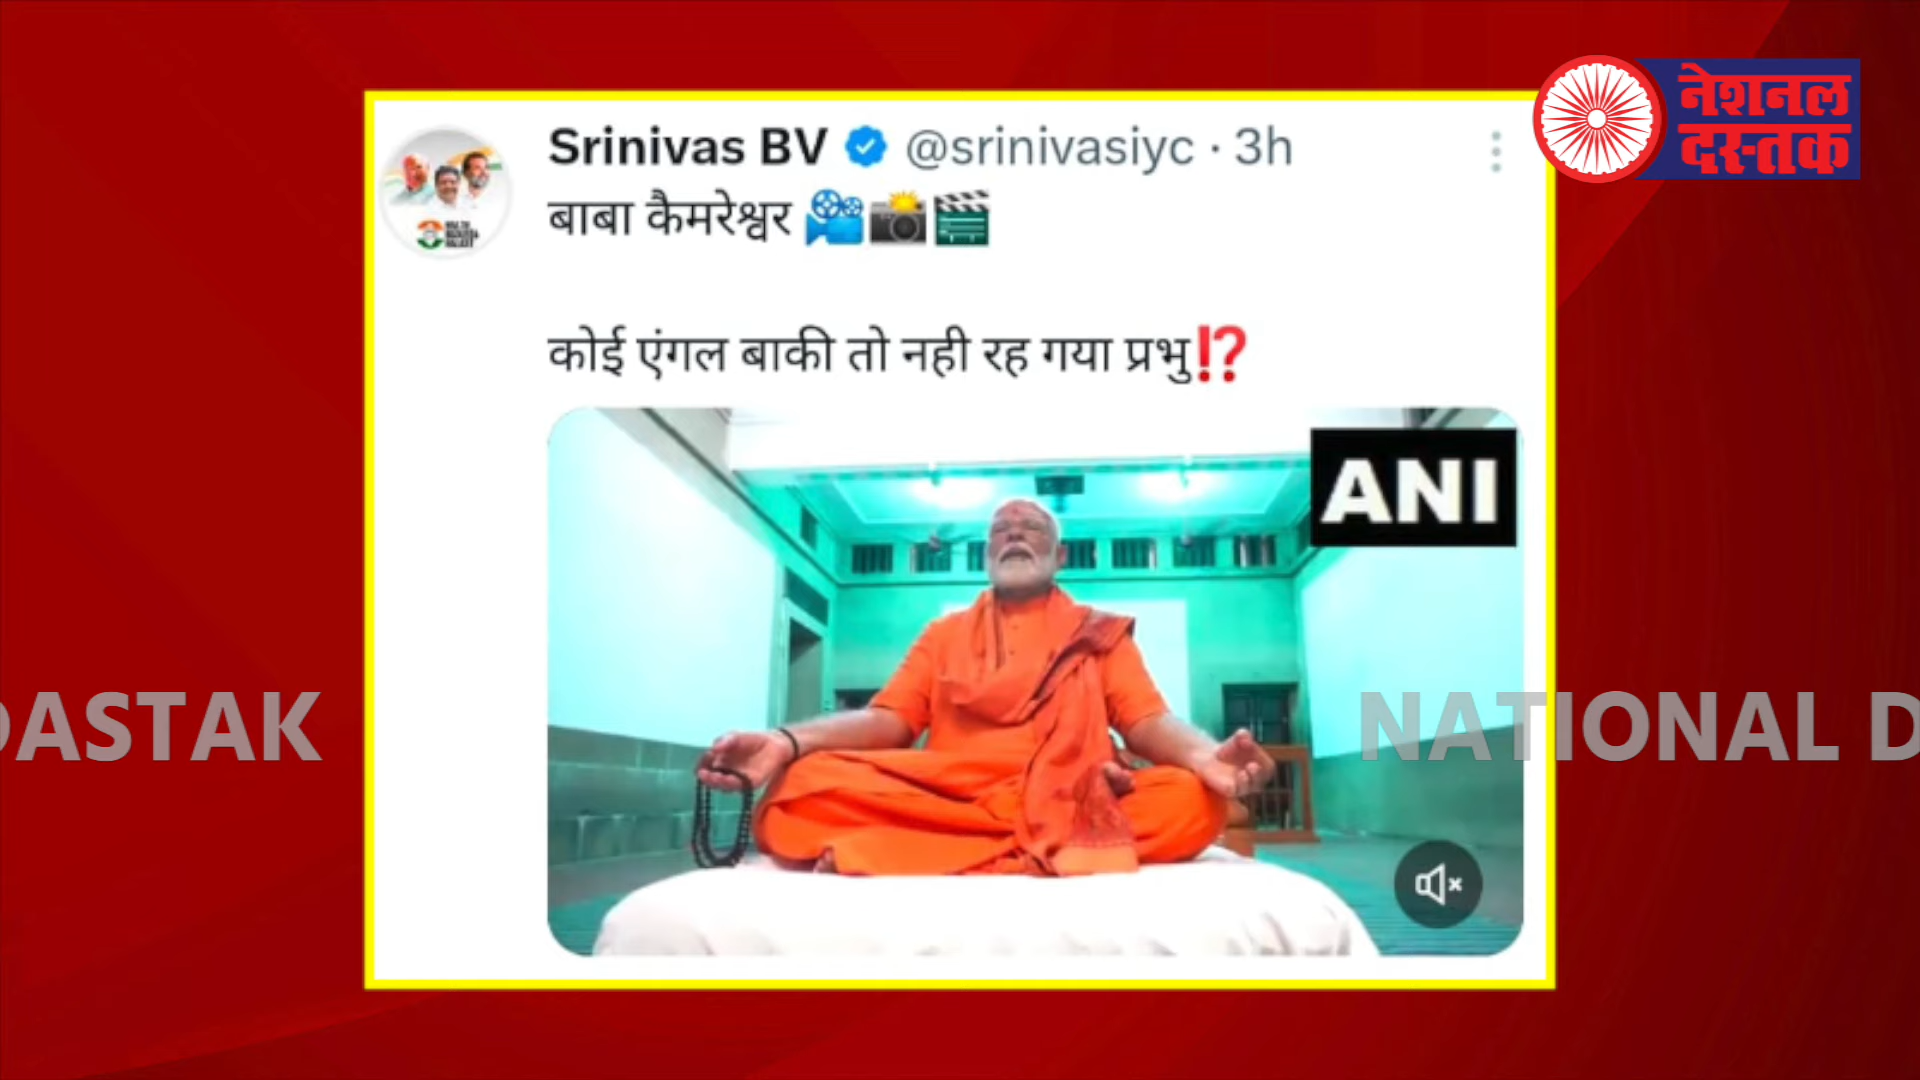 Srinivas BV @srinivasiyc · 3h
बाबा कैमरेश्वर 🎥📸🎬
कोई एंगल बाकी तो नही रह गया प्रभु⁉️
ANI
नेशनल
दस्तक
DASTAK
NATIONAL D